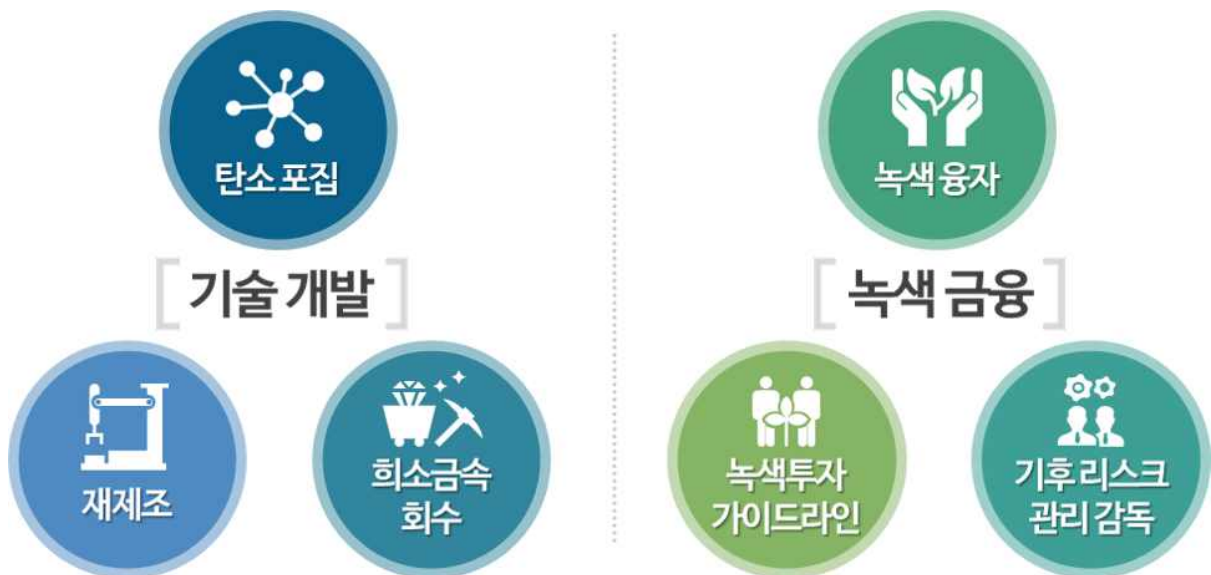 탄소 포집
[기술 개발]
재제조
희소금속
회수
녹색 융자
[녹색 금융]
녹색투자
가이드라인
기후 리스크
관리 감독